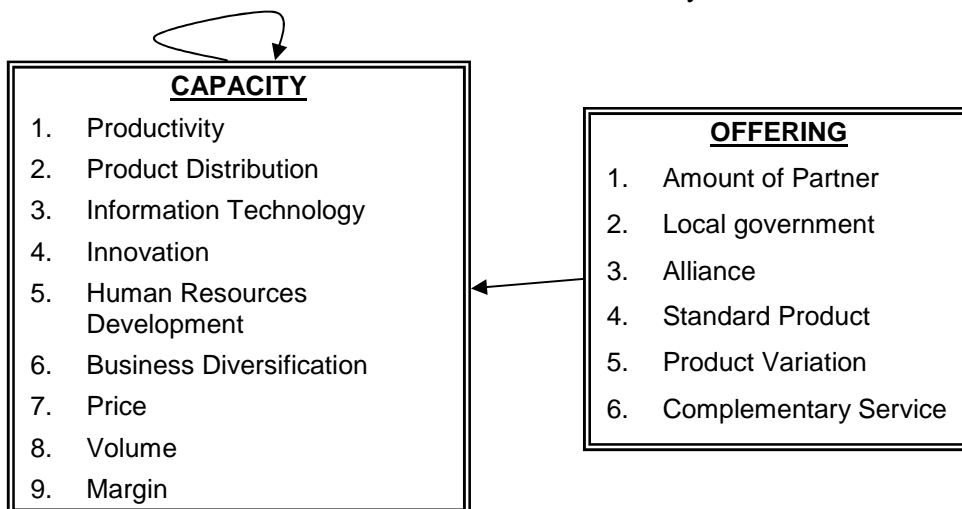 CAPACITY
1. Productivity
2. Product Distribution
3. Information Technology
4. Innovation
5. Human Resources
Development
6. Business Diversification
7. Price
8. Volume
9. Margin
OFFERING
1. Amount of Partner
2. Local government
3. Alliance
4. Standard Product
5. Product Variation
6. Complementary Service